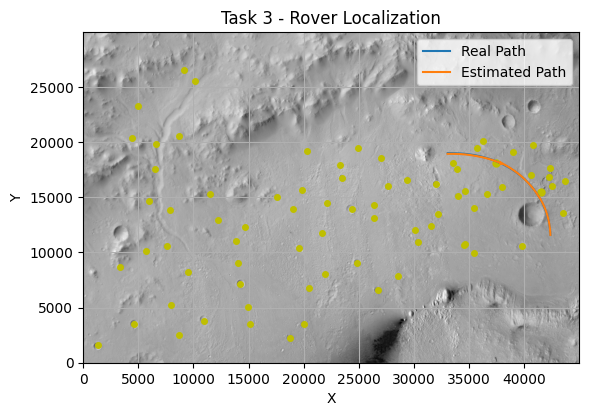 Task 3 - Rover Localization
Real Path
Estimated Path
25000
20000
15000
10000
5000
0
Y
0 5000 10000 15000 20000 25000 30000 35000 40000
X